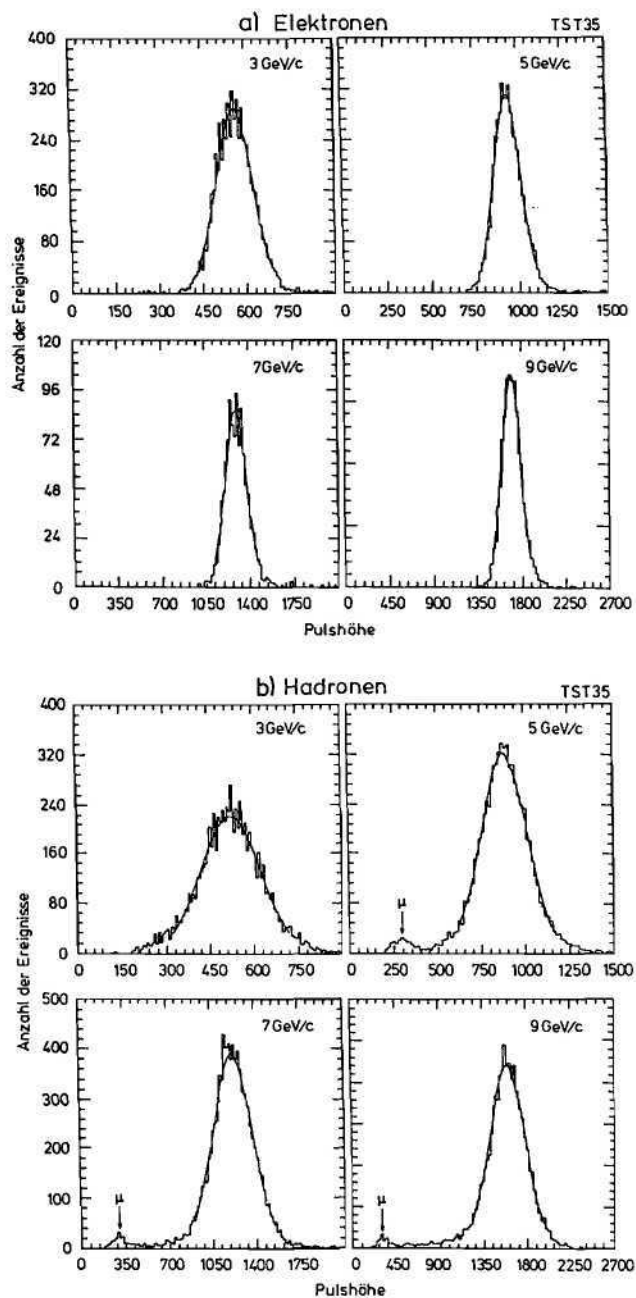 a) Elektronen TST35
400
320
240
160
80
0
3 GeV/c
5 GeV/c
0 150 300 450 600 750
0 250 500 750 1000 1250 1500
Anzahl der Ereignisse
120
96
72
48
24
0
7 GeV/c
9 GeV/c
0 350 700 1050 1400 1750
0 450 900 1350 1800 2250 2700
Pulshöhe
b) Hadronen TST35
400
320
240
160
80
0
3 GeV/c
5 GeV/c
μ
0 150 300 450 600 750
0 250 500 750 1000 1250 1500
Anzahl der Ereignisse
500
400
300
200
100
0
7 GeV/c
9 GeV/c
μ
μ
0 350 700 1050 1400 1750
0 450 900 1350 1800 2250 2700
Pulshöhe